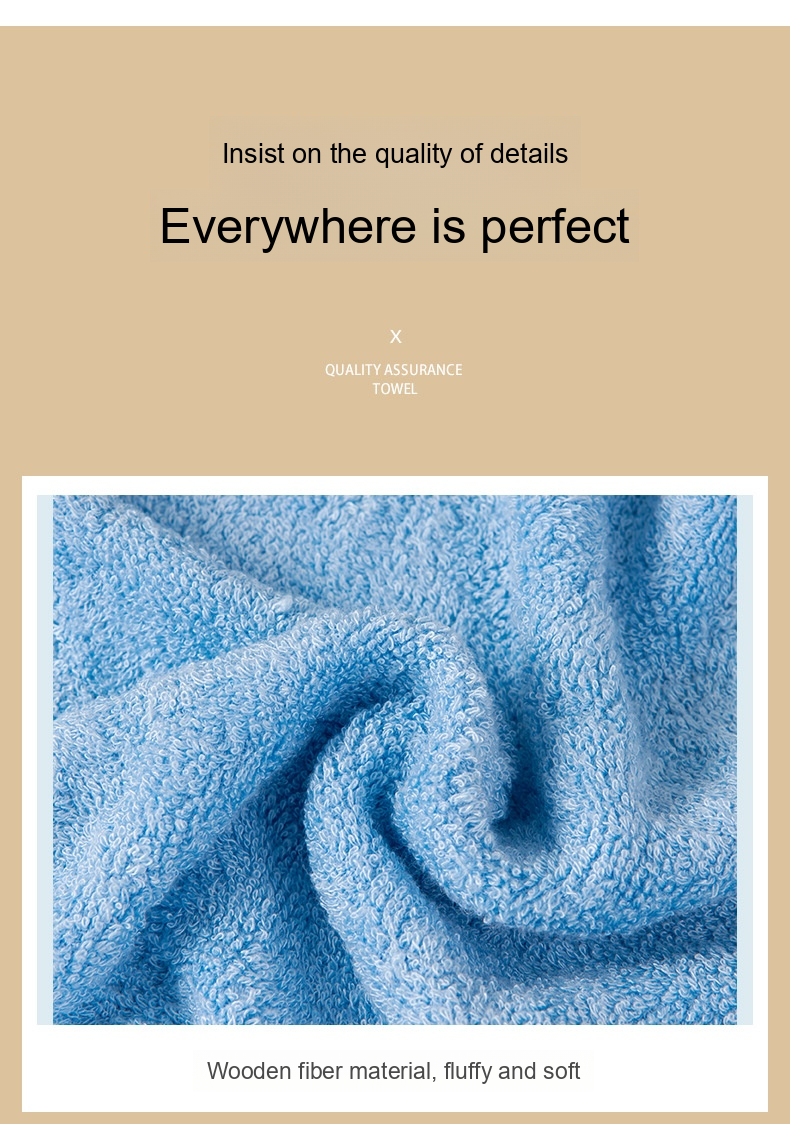 Insist on the quality of details
Everywhere is perfect
X
QUALITY ASSURANCE
TOWEL
Wooden fiber material, fluffy and soft